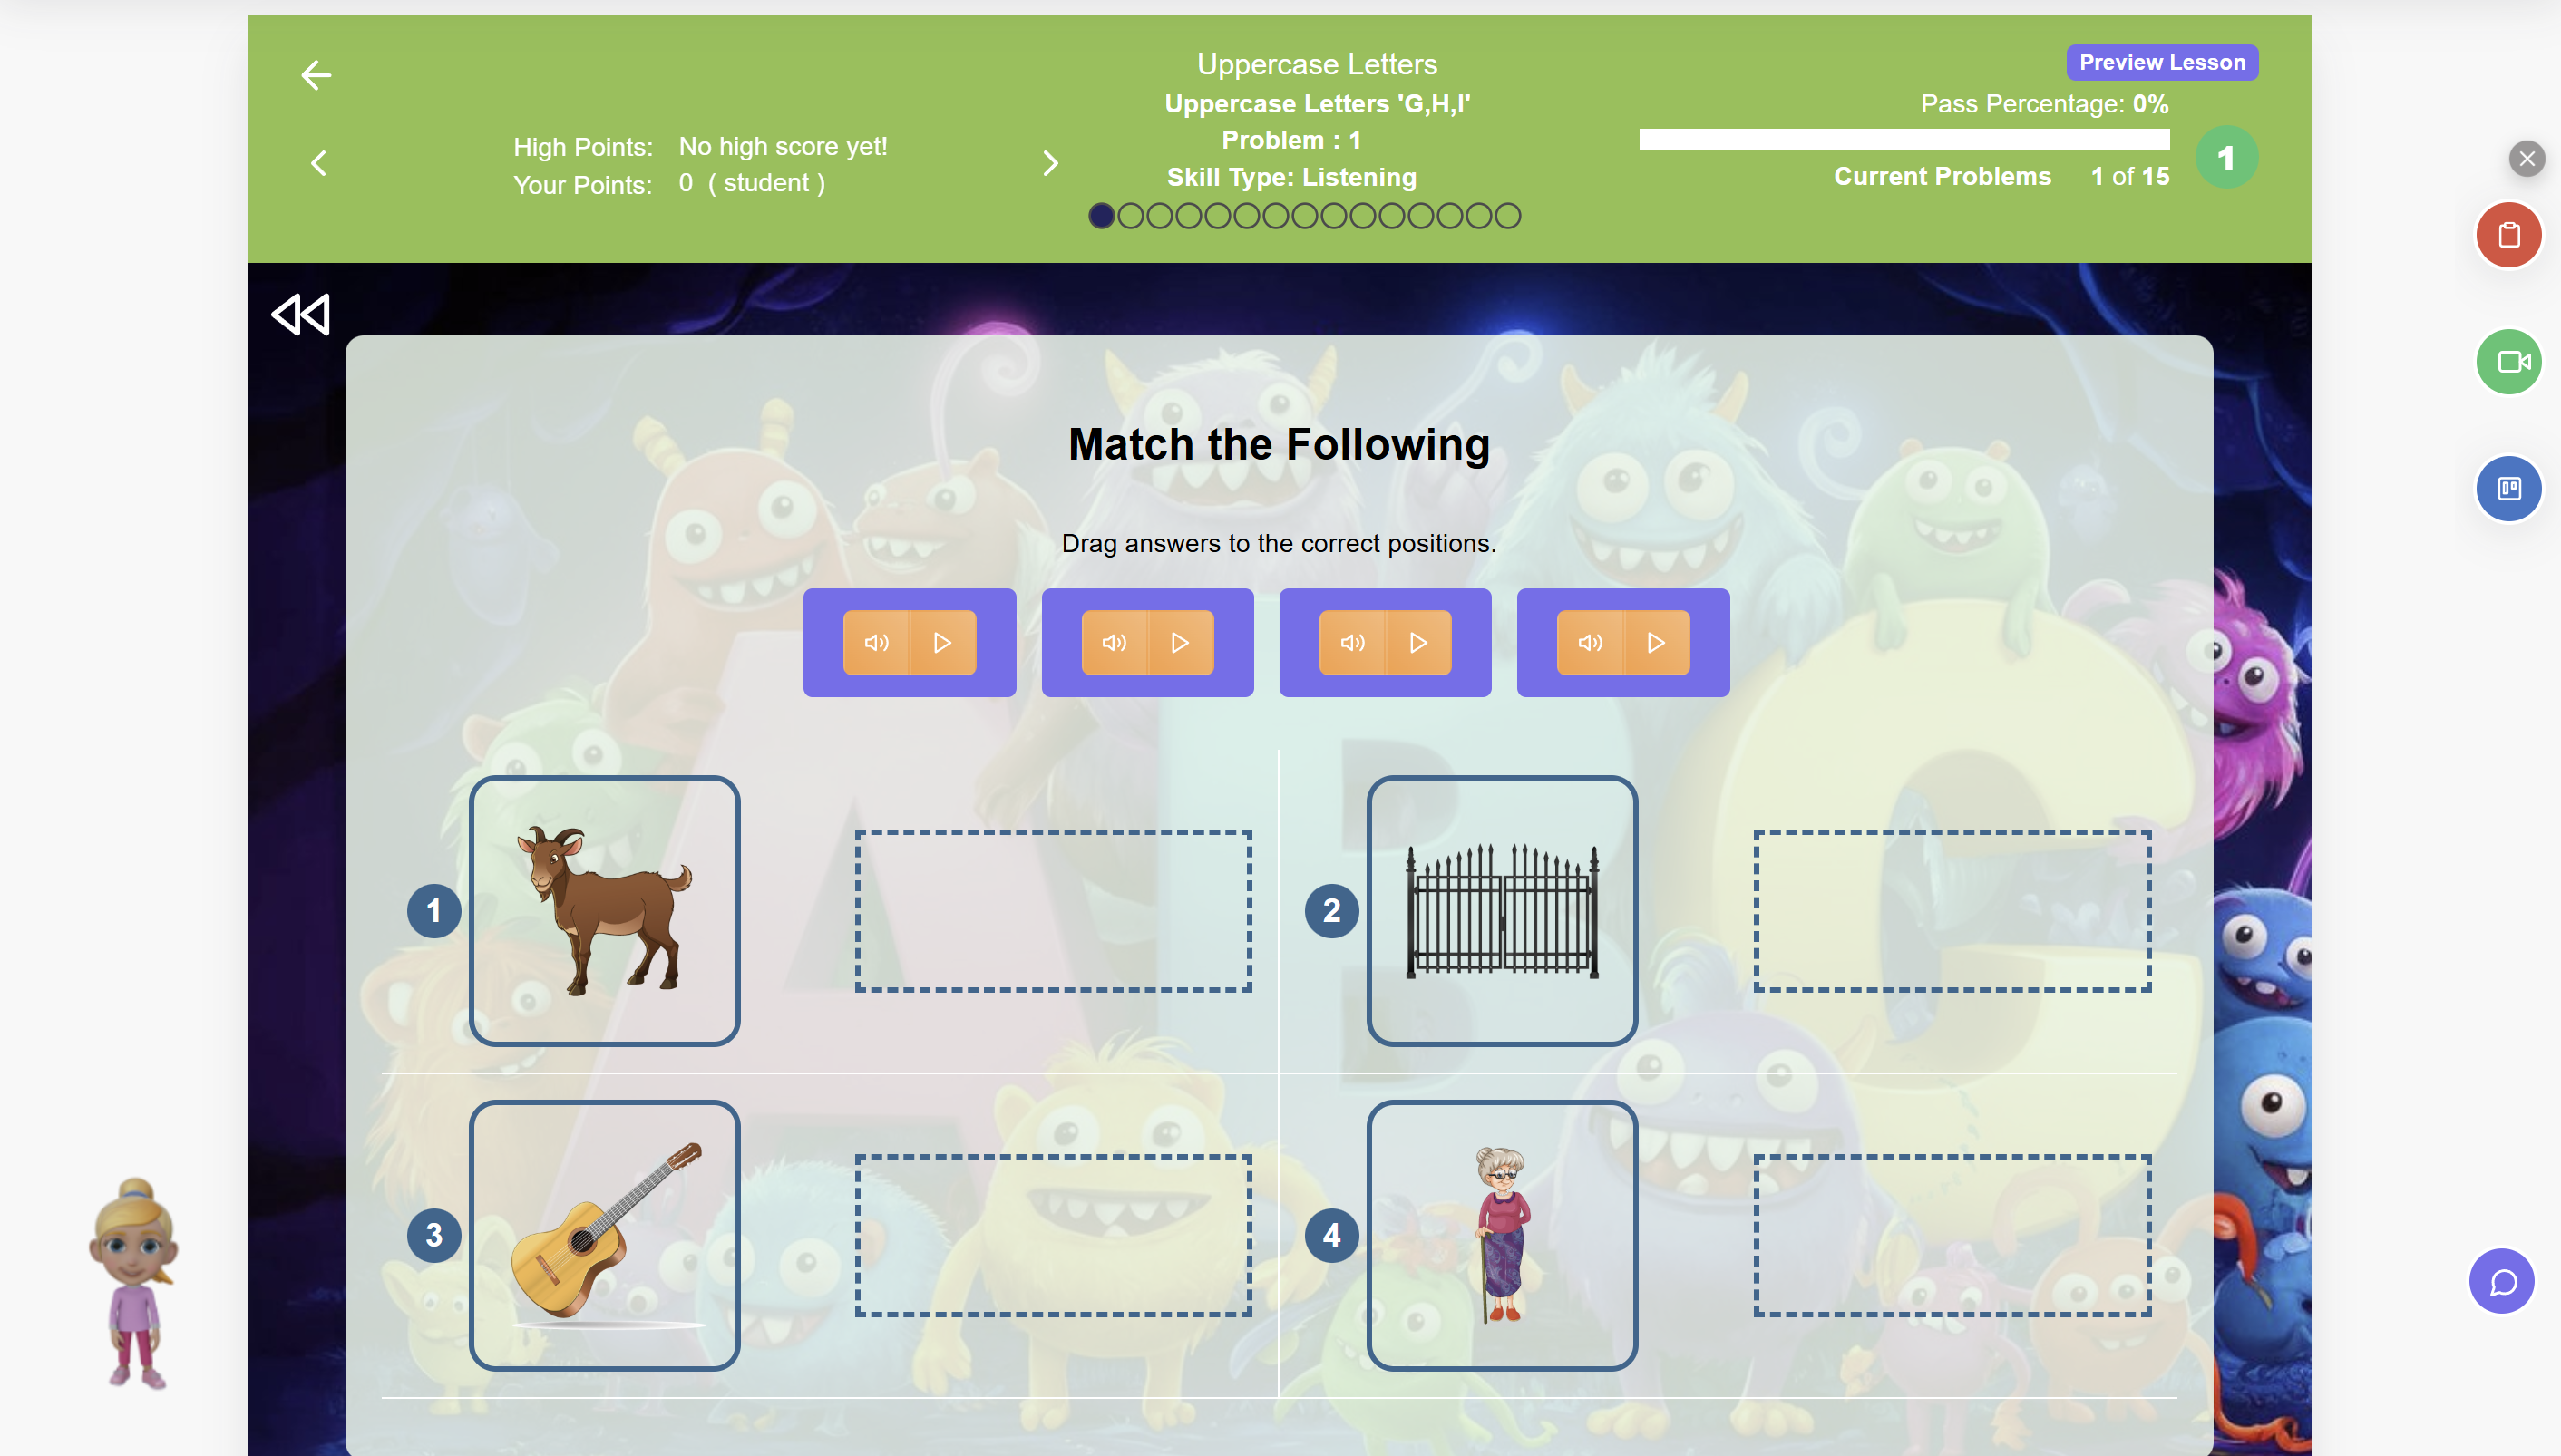 Uppercase Letters
Uppercase Letters 'G,H,I'
Problem : 1
Skill Type: Listening
High Points: No high score yet!
Your Points: 0 ( student )
Preview Lesson
Pass Percentage: 0%
Current Problems 1 of 15
1
Match the Following
Drag answers to the correct positions.
1
2
3
4